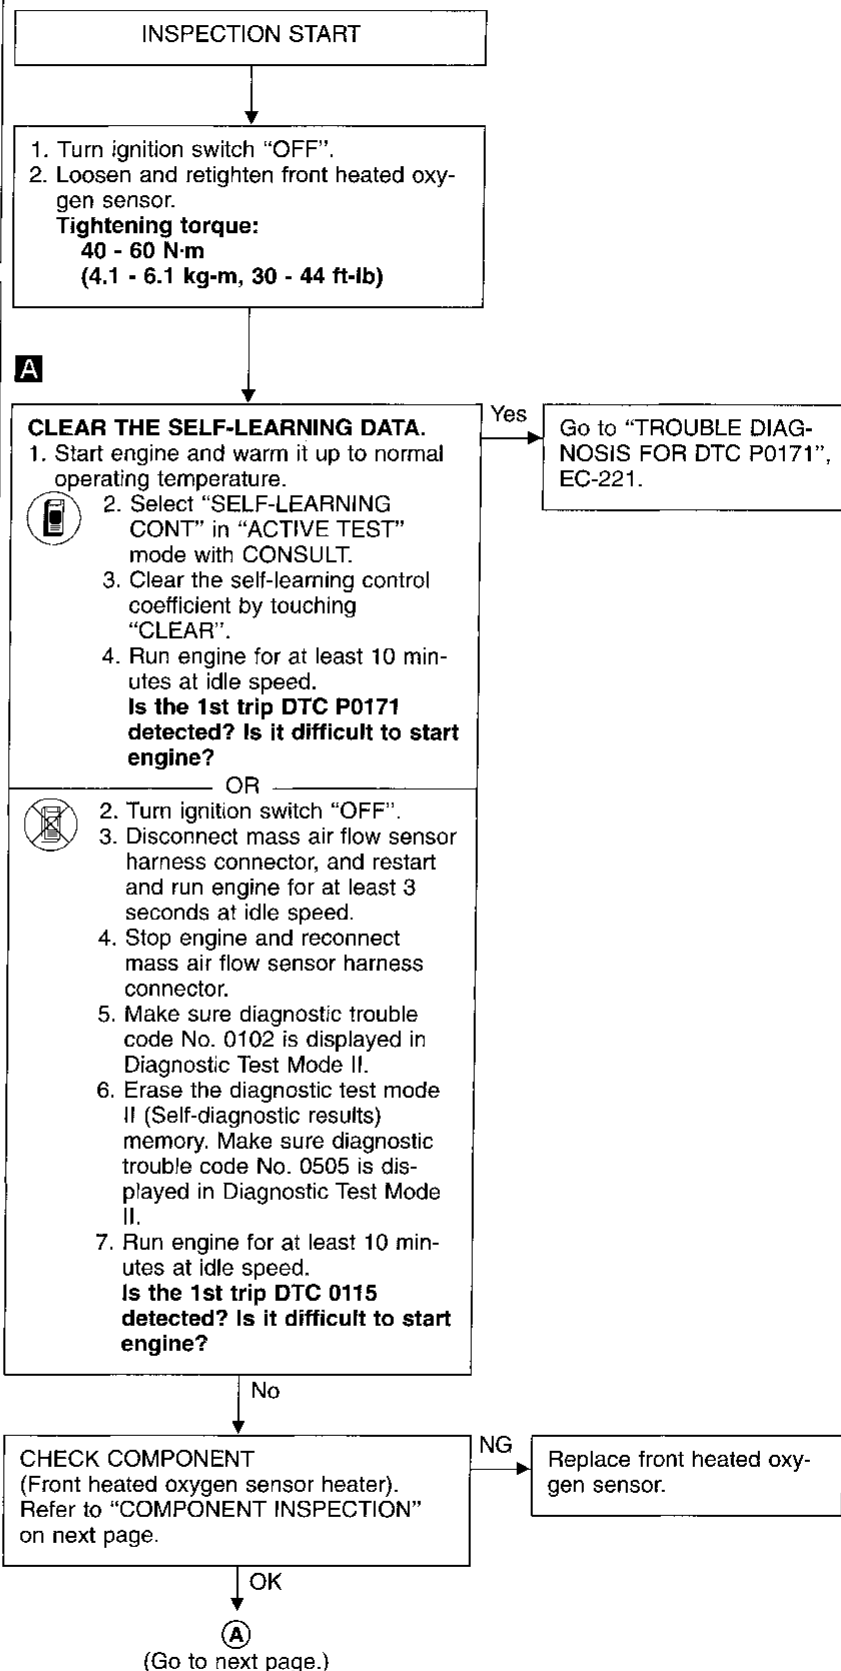 INSPECTION START
1. Turn ignition switch “OFF”.
2. Loosen and retighten front heated oxy-
gen sensor.
Tightening torque:
40 - 60 N·m
(4.1 - 6.1 kg-m, 30 - 44 ft-lb)
A
CLEAR THE SELF-LEARNING DATA.
1. Start engine and warm it up to normal
operating temperature.
2. Select “SELF-LEARNING
CONT” in “ACTIVE TEST”
mode with CONSULT.
3. Clear the self-learning control
coefficient by touching
“CLEAR”.
4. Run engine for at least 10 min-
utes at idle speed.
Is the 1st trip DTC P0171
detected? Is it difficult to start
engine?
Yes
Go to “TROUBLE DIAG-
NOSIS FOR DTC P0171”,
EC-221.
OR
2. Turn ignition switch “OFF”.
3. Disconnect mass air flow sensor
harness connector, and restart
and run engine for at least 3
seconds at idle speed.
4. Stop engine and reconnect
mass air flow sensor harness
connector.
5. Make sure diagnostic trouble
code No. 0102 is displayed in
Diagnostic Test Mode II.
6. Erase the diagnostic test mode
II (Self-diagnostic results)
memory. Make sure diagnostic
trouble code No. 0505 is dis-
played in Diagnostic Test Mode
II.
7. Run engine for at least 10 min-
utes at idle speed.
Is the 1st trip DTC 0115
detected? Is it difficult to start
engine?
No
CHECK COMPONENT
(Front heated oxygen sensor heater).
Refer to “COMPONENT INSPECTION”
on next page.
NG
Replace front heated oxy-
gen sensor.
OK
A
(Go to next page.)